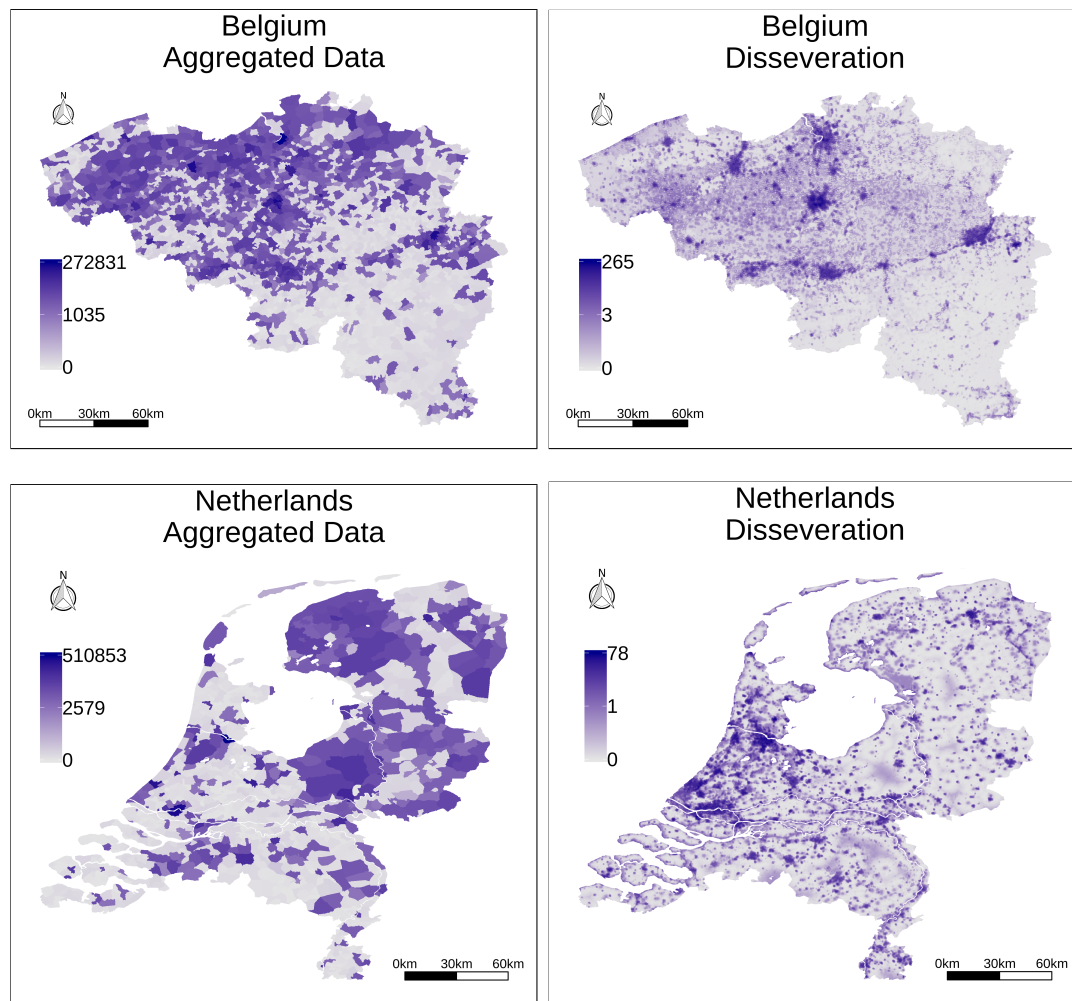 Belgium
Aggregated Data
N
272831
1035
0
0km 30km 60km
Belgium
Disseveration
N
265
3
0
0km 30km 60km
Netherlands
Aggregated Data
N
510853
2579
0
0km 30km 60km
Netherlands
Disseveration
N
78
1
0
0km 30km 60km